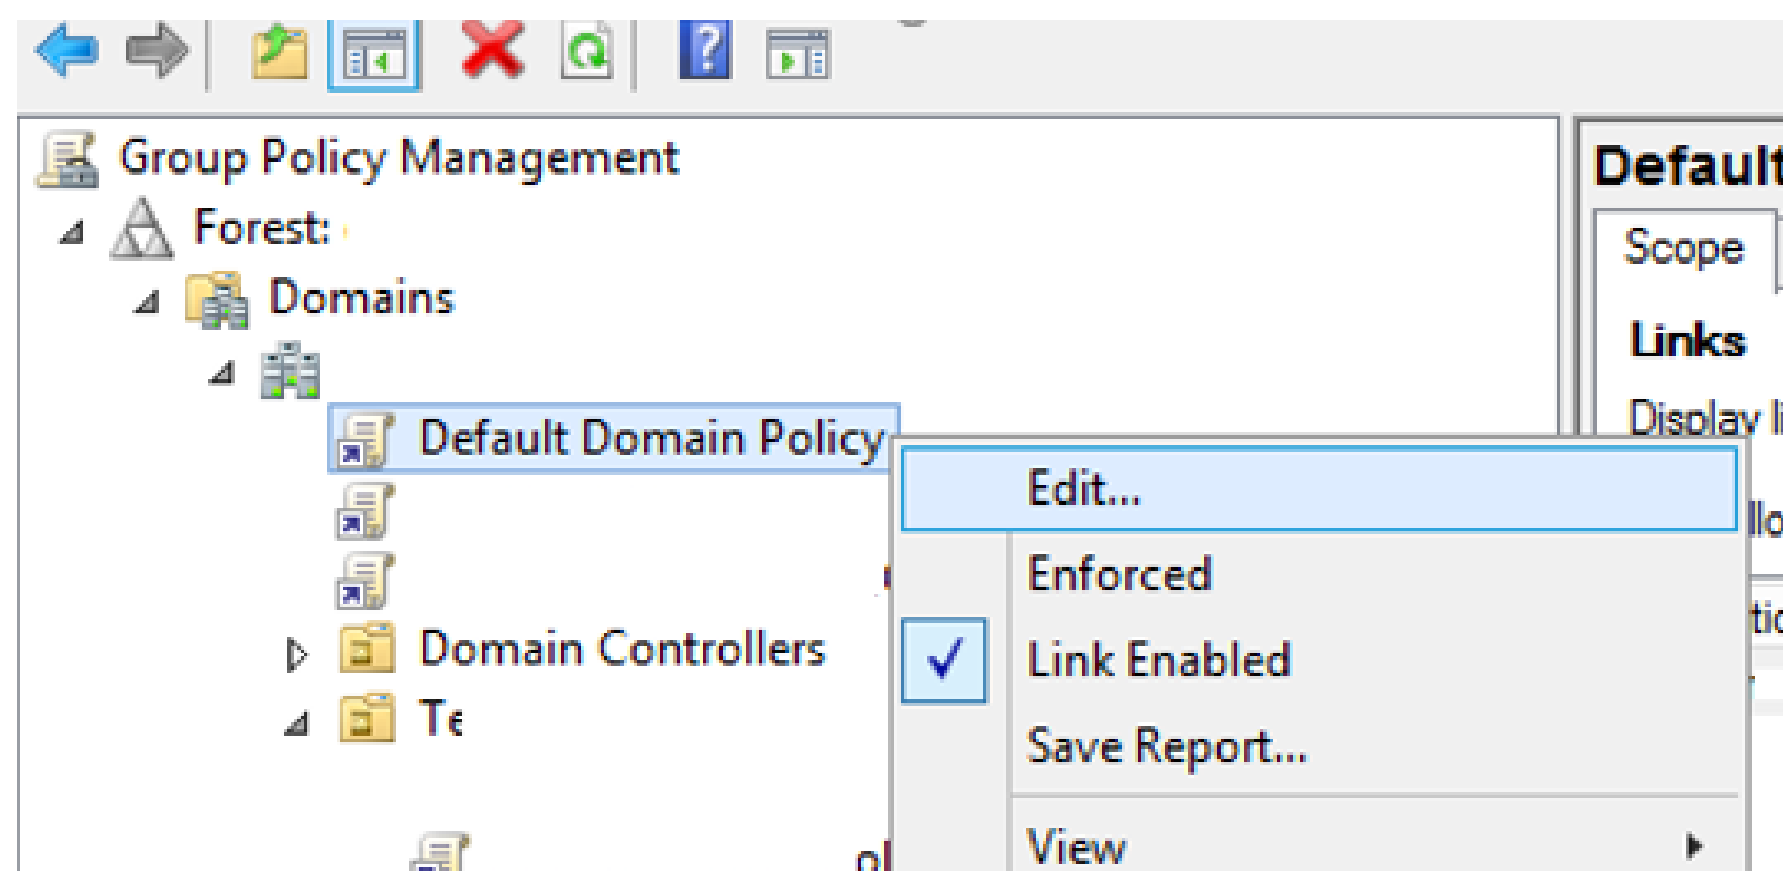 Group Policy Management
Forest:
Domains
Default Domain Policy
Domain Controllers
Edit...
Enforced
Link Enabled
Save Report...
View
Default
Scope
Links
Display